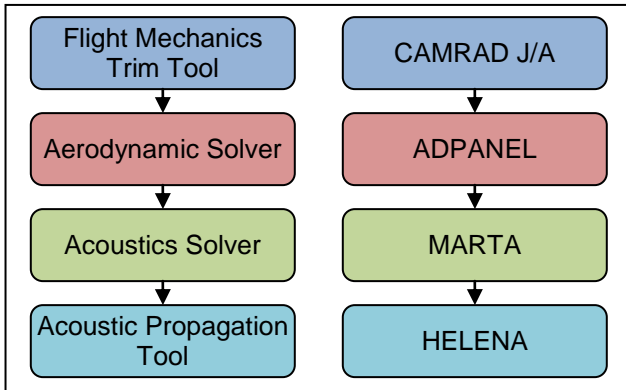 Flight Mechanics
Trim Tool
Aerodynamic Solver
Acoustics Solver
Acoustic Propagation
Tool
CAMRAD J/A
ADPANEL
MARTA
HELENA